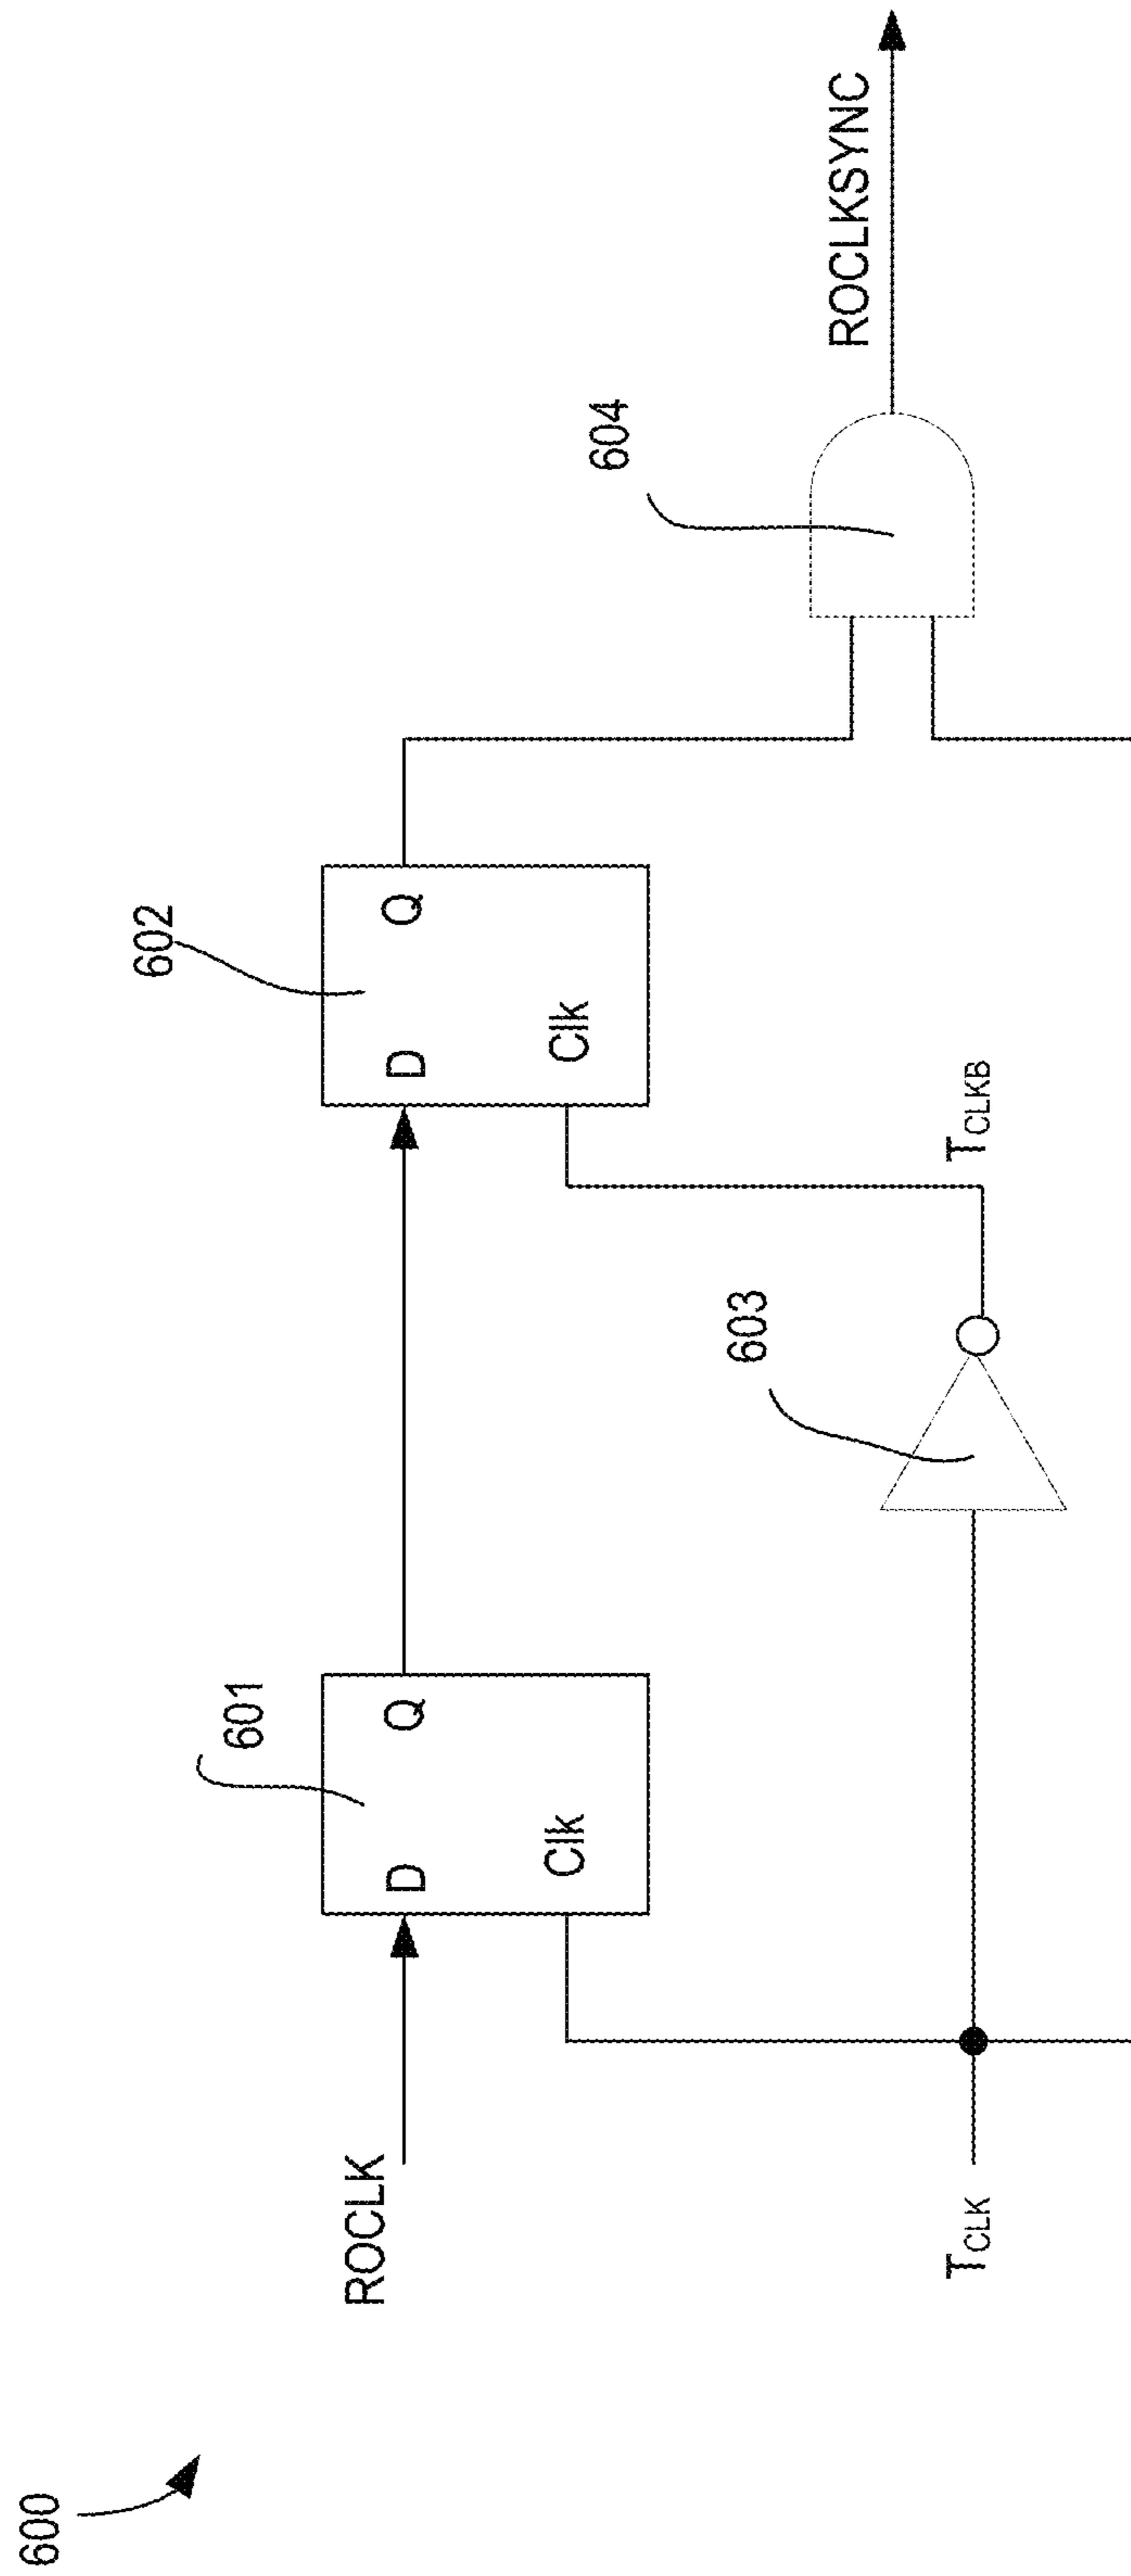 600
601
602
ROCLK
D
Q
D
Q
Clk
Clk
604
603
ROCLKSYNC
TCLK
TCLKB